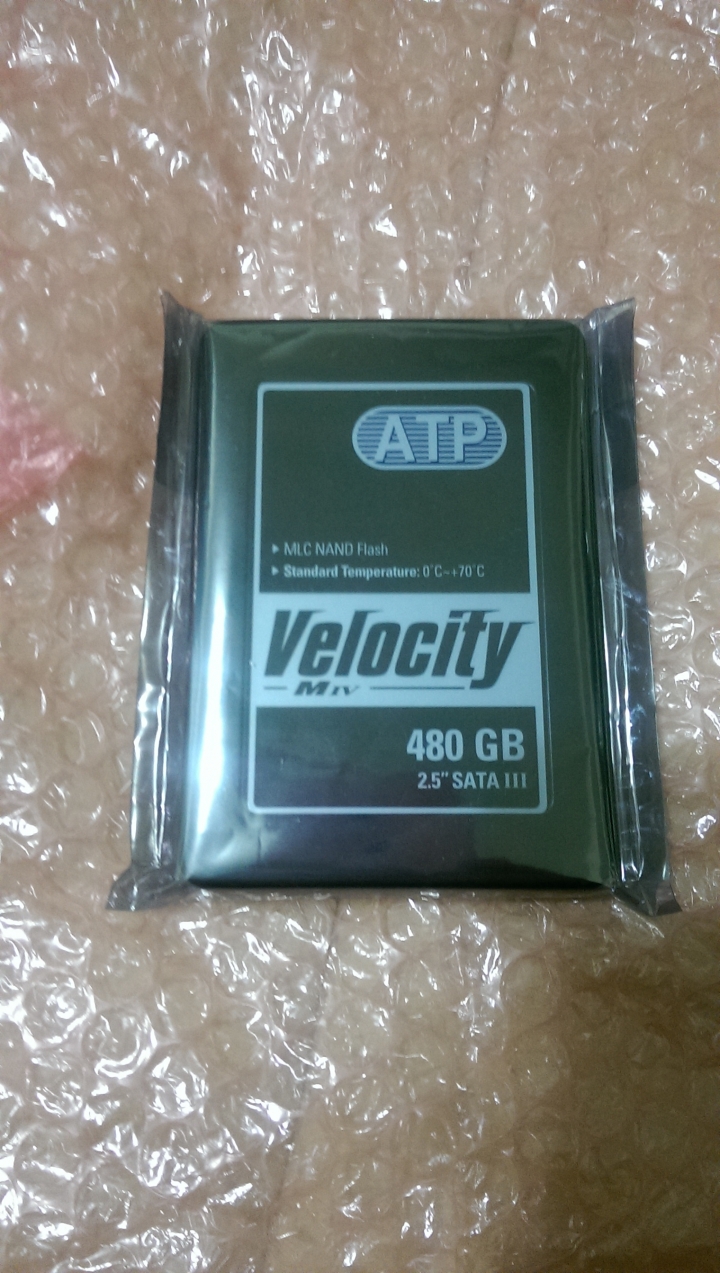 ATP
▸ MLC NAND Flash
▸ Standard Temperature: 0°C~+70°C
Velocity
MIV
480 GB
2.5" SATA III